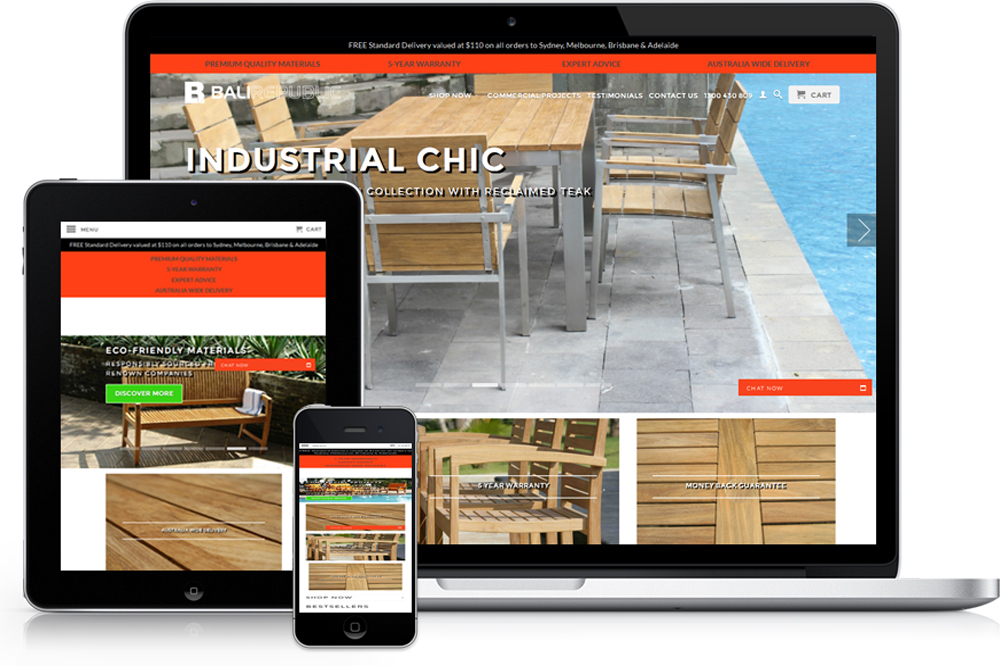 FREE Standard Delivery valued at $110 on all orders to Sydney, Melbourne, Brisbane & Adelaide
PREMIUM QUALITY MATERIALS 5-YEAR WARRANTY EXPERT ADVICE AUSTRALIA WIDE DELIVERY
BALI REPUBLIC SHOP NOW COMMERCIAL PROJECTS TESTIMONIALS CONTACT US 1300 430 809 CART
INDUSTRIAL CHIC
COLLECTION WITH RECLAIMED TEAK
CHAT NOW
5 YEAR WARRANTY
MONEY BACK GUARANTEE
MENU CART
FREE Standard Delivery valued at $110 on all orders to Sydney, Melbourne, Brisbane & Adelaide
PREMIUM QUALITY MATERIALS
5-YEAR WARRANTY
EXPERT ADVICE
AUSTRALIA WIDE DELIVERY
ECO-FRIENDLY MATERIALS
RESPONSIBLY SOURCED
RENOWN COMPANIES
CHAT NOW
DISCOVER MORE
AUSTRALIA WIDE DELIVERY
SHOP NOW
BESTSELLERS